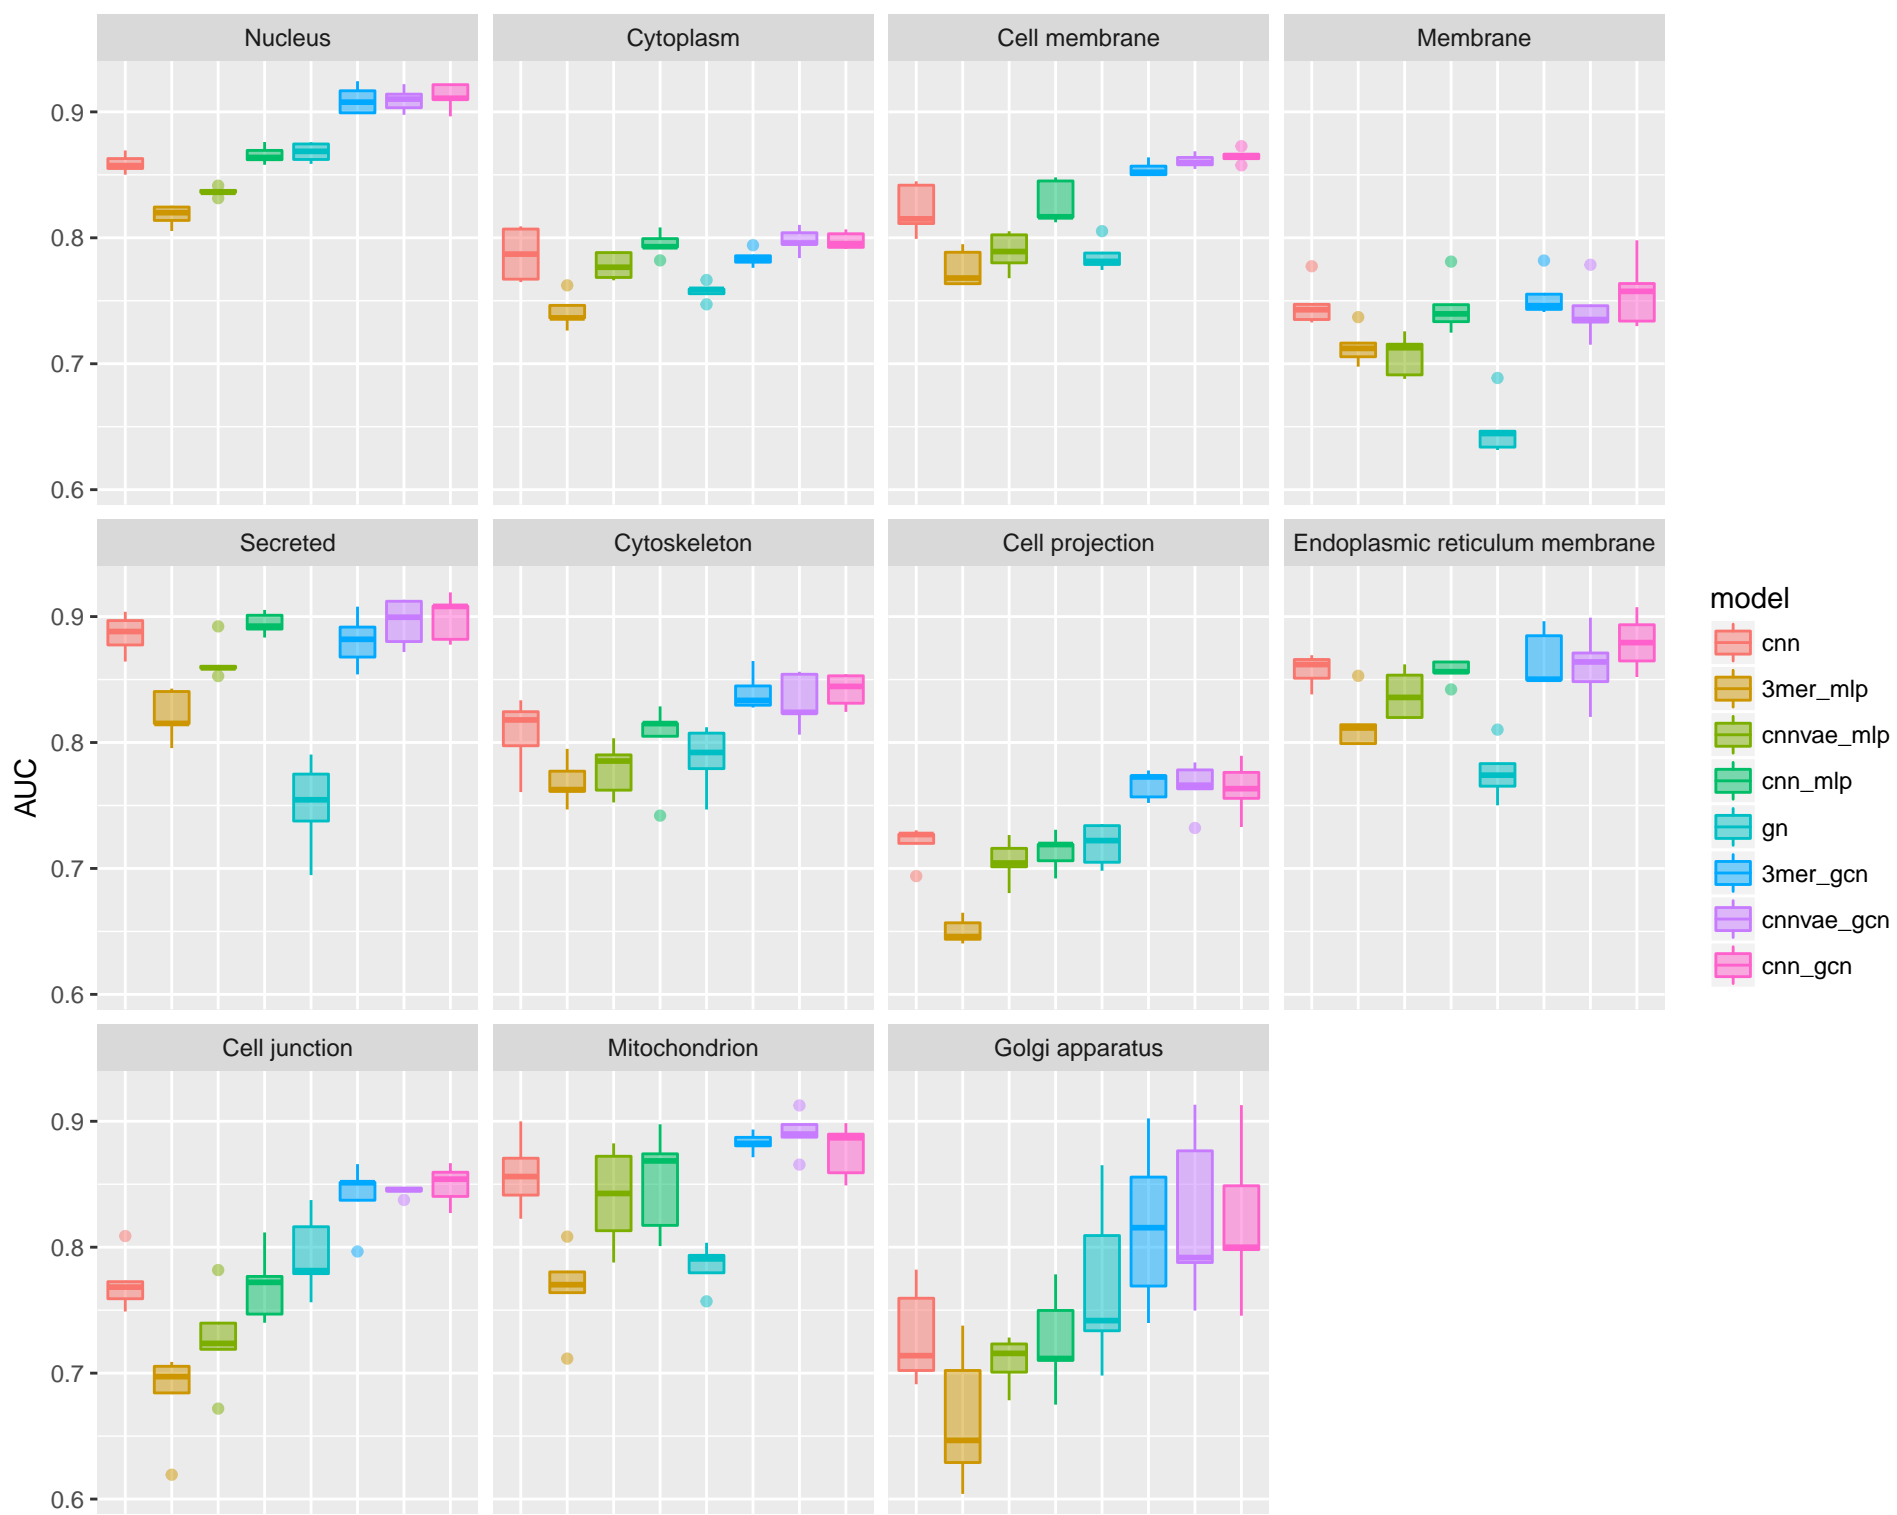 Nucleus
Cytoplasm
Cell membrane
Membrane
0.9
0.8
0.7
0.6
Secreted
Cytoskeleton
Cell projection
Endoplasmic reticulum membrane
0.9
0.8
0.7
0.6
AUC
Cell junction
Mitochondrion
Golgi apparatus
0.9
0.8
0.7
0.6
model
cnn
3mer_mlp
cnnvae_mlp
cnn_mlp
gn
3mer_gcn
cnnvae_gcn
cnn_gcn